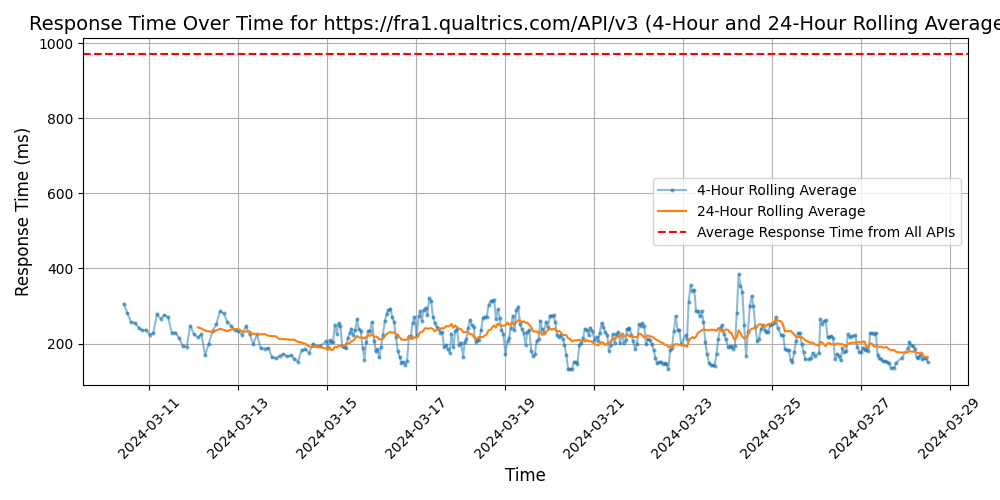 Response Time Over Time for https://fra1.qualtrics.com/API/v3 (4-Hour and 24-Hour Rolling Average
1000
800
600
400
200
Response Time (ms)
4-Hour Rolling Average
24-Hour Rolling Average
Average Response Time from All APIs
2024-03-11
2024-03-13
2024-03-15
2024-03-17
2024-03-19
2024-03-21
2024-03-23
2024-03-25
2024-03-27
2024-03-29
Time